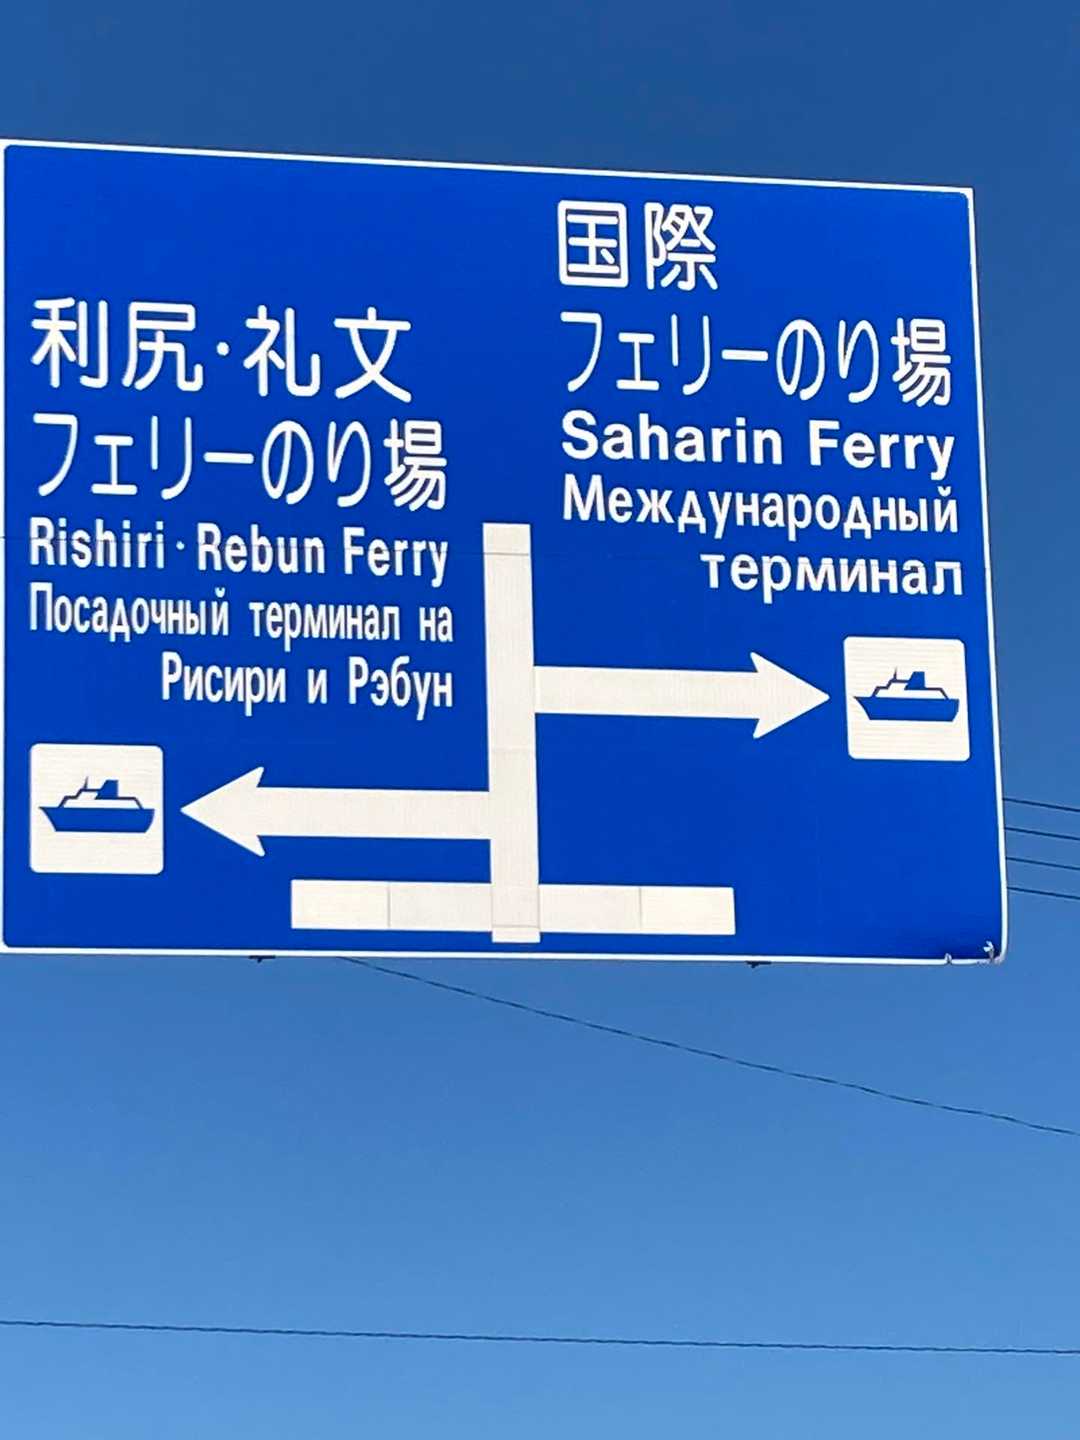 国際
フェリーのり場
Saharin Ferry
Международный
терминал
利尻・礼文
フェリーのり場
Rishiri・Rebun Ferry
Посадочный терминал на
Рисири и Рэбун